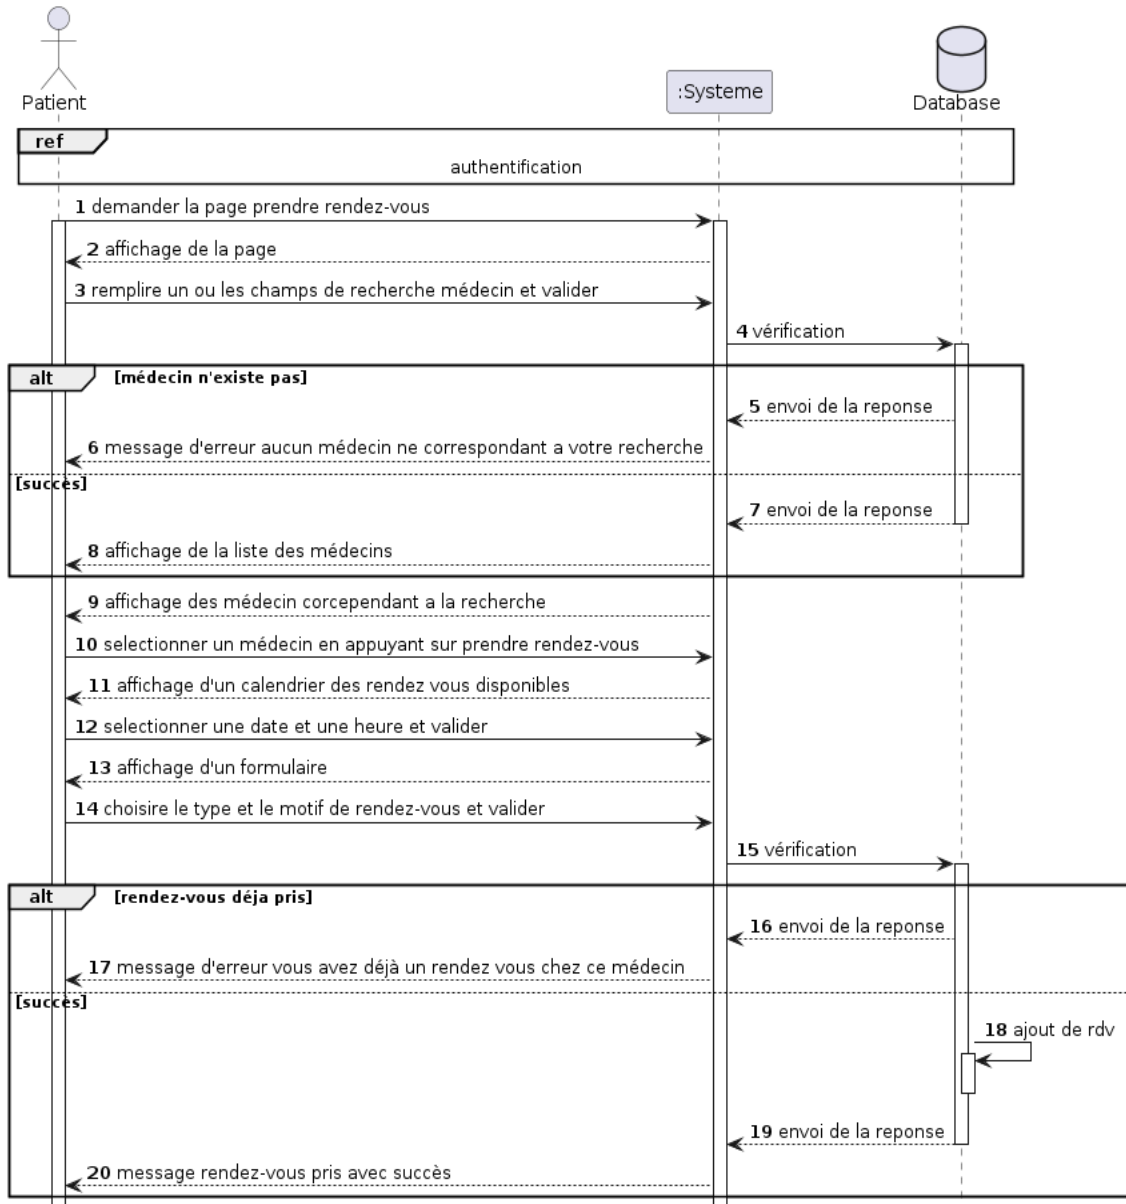 Patient
:Systeme
Database
ref
authentification
1 demander la page prendre rendez-vous
2 affichage de la page
3 remplire un ou les champs de recherche médecin et valider
4 vérification
alt [médecin n'existe pas]
5 envoi de la reponse
6 message d'erreur aucun médecin ne correspondant a votre recherche
[succès]
7 envoi de la reponse
8 affichage de la liste des médecins
9 affichage des médecin corcependant a la recherche
10 selectionner un médecin en appuyant sur prendre rendez-vous
11 affichage d'un calendrier des rendez vous disponibles
12 selectionner une date et une heure et valider
13 affichage d'un formulaire
14 choisire le type et le motif de rendez-vous et valider
15 vérification
alt [rendez-vous déja pris]
16 envoi de la reponse
17 message d'erreur vous avez déjà un rendez vous chez ce médecin
[succès]
18 ajout de rdv
19 envoi de la reponse
20 message rendez-vous pris avec succès